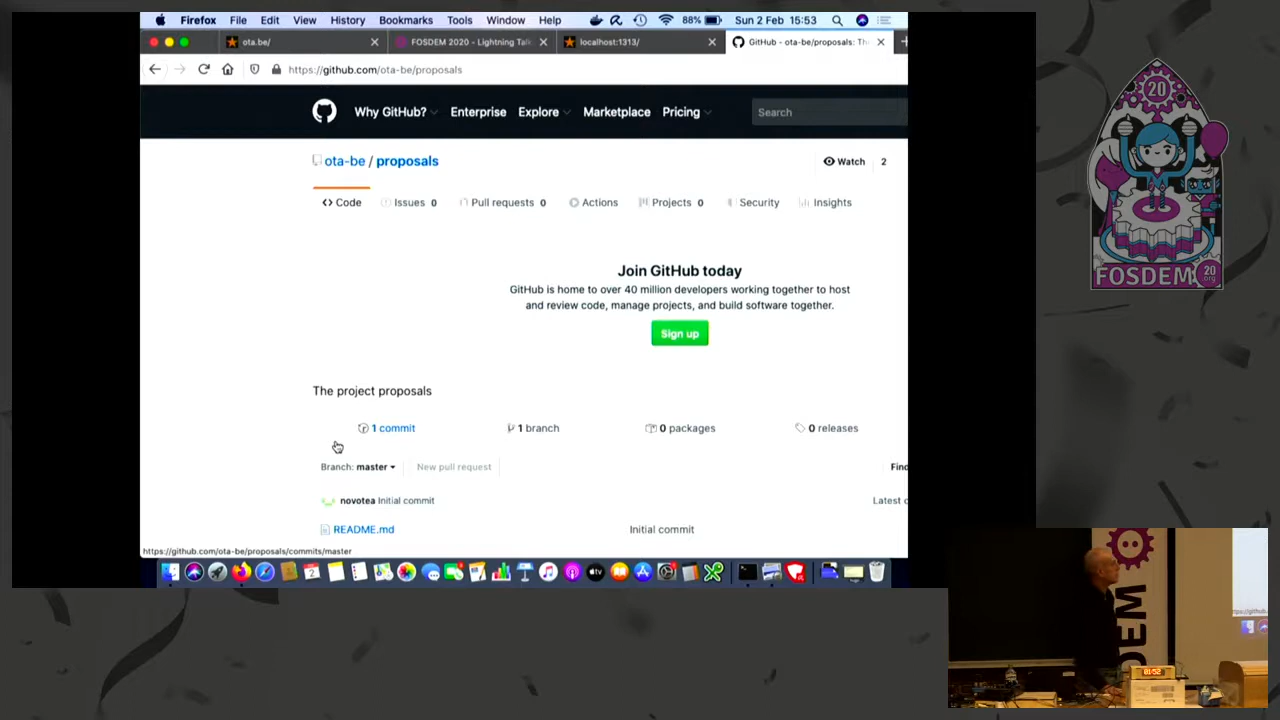 Firefox File Edit View History Bookmarks Tools Window Help 88% Sun 2 Feb 15:53
ota.be/ FOSDEM 2020 - Lightning Talk localhost:1313/ GitHub - ota-be/proposals: Th
https://github.com/ota-be/proposals
Why GitHub? Enterprise Explore Marketplace Pricing Search
ota-be / proposals Watch 2
Code Issues 0 Pull requests 0 Actions Projects 0 Security Insights
Join GitHub today
GitHub is home to over 40 million developers working together to host
and review code, manage projects, and build software together.
Sign up
The project proposals
1 commit 1 branch 0 packages 0 releases
Branch: master New pull request Find
novotea Initial commit Latest c
README.md Initial commit
https://github.com/ota-be/proposals/commits/master
20
FOSDEM 20
.org
01:52